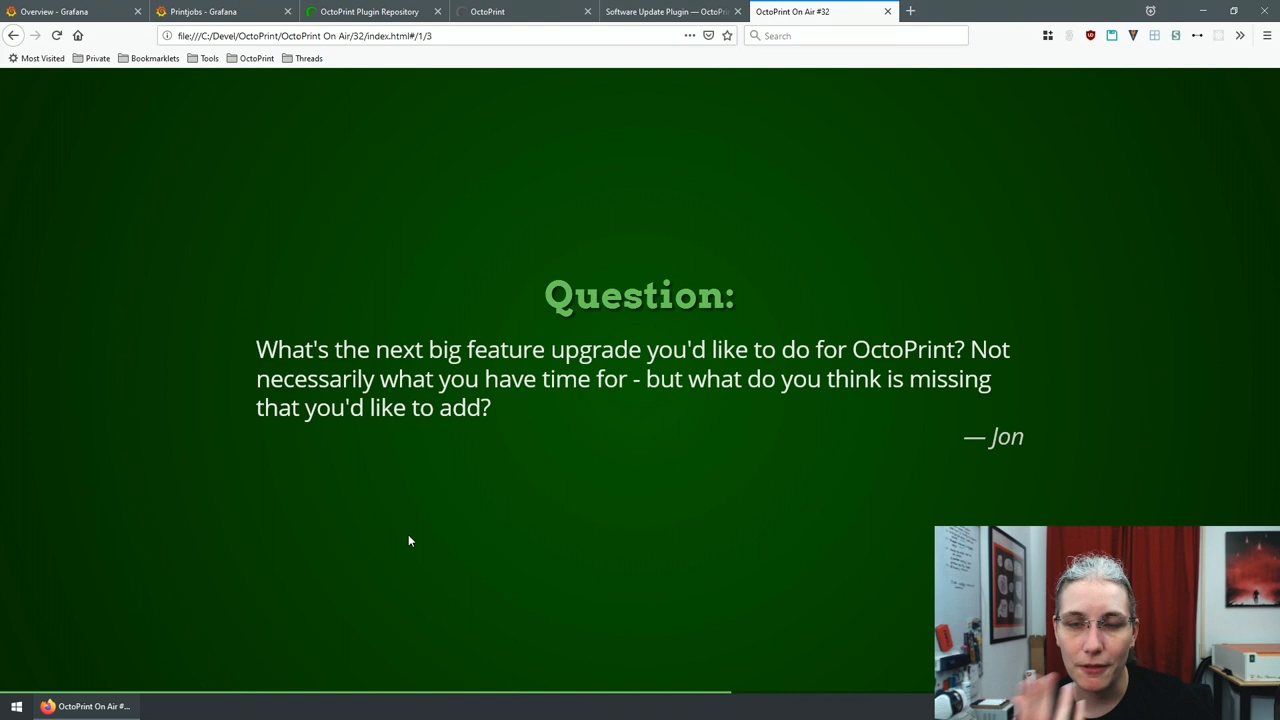 Overview - Grafana
Printjobs - Grafana
OctoPrint Plugin Repository
OctoPrint
Software Update Plugin — OctoPri
OctoPrint On Air #32
file:///C:/Devel/OctoPrint/OctoPrint On Air/32/index.html#/1/3
Search
Most Visited
Private
Bookmarklets
Tools
OctoPrint
Threads
Question:
What's the next big feature upgrade you'd like to do for OctoPrint? Not
necessarily what you have time for - but what do you think is missing
that you'd like to add?
— Jon
OctoPrint On Air #...